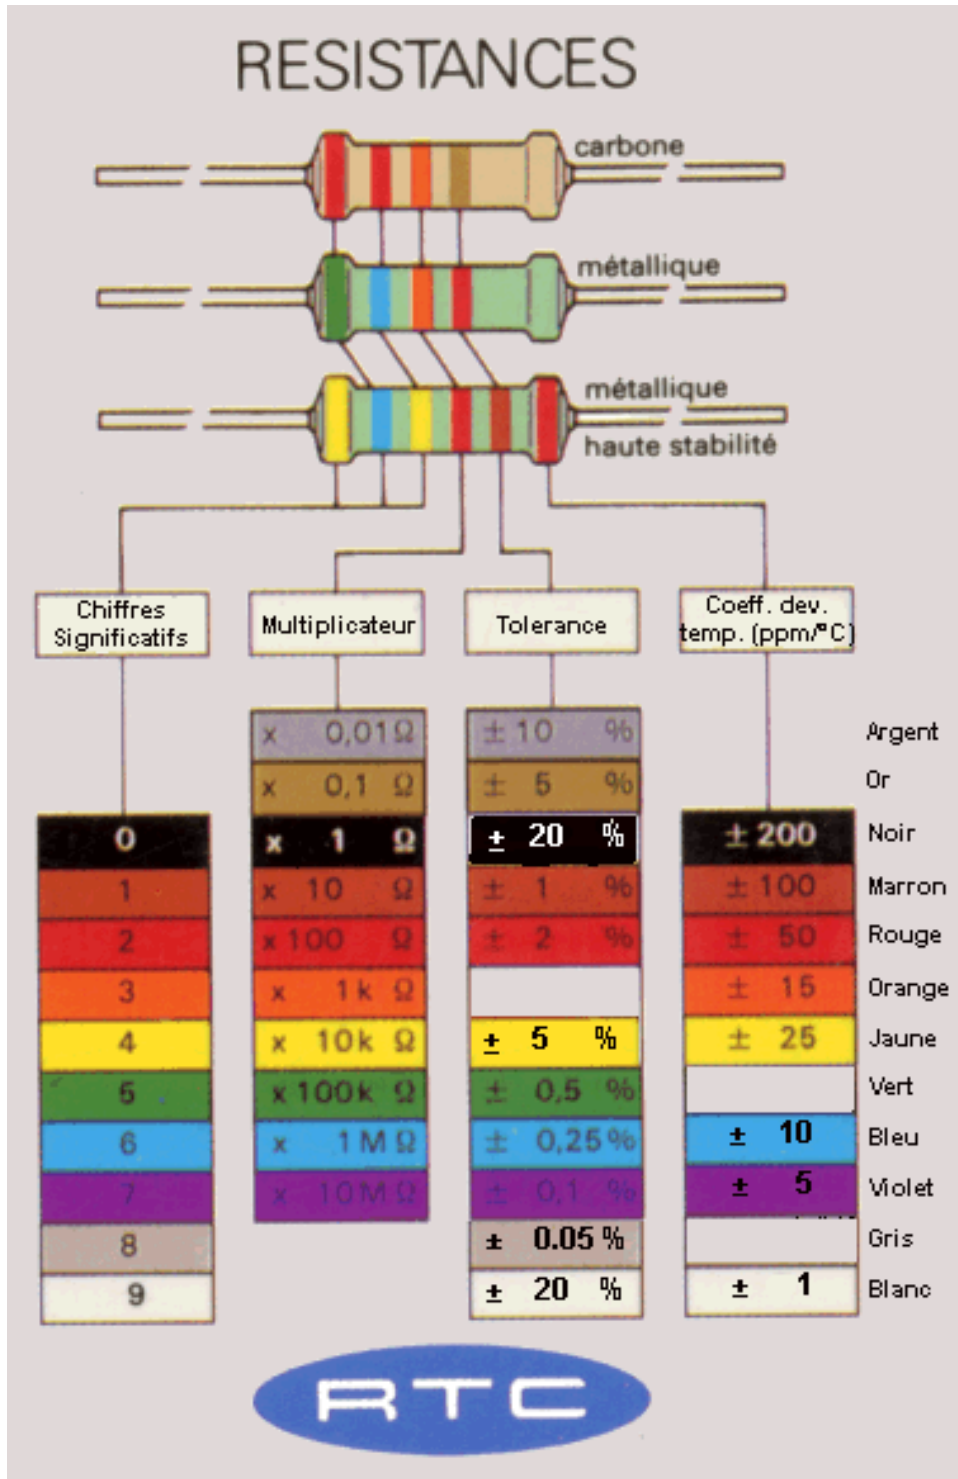 RESISTANCES
carbone
métallique
métallique
haute stabilité
Chiffres
Significatifs
Multiplicateur
Tolerance
Coeff. dev.
temp. (ppm/°C)
x 0,01 Ω ± 10 % Argent
x 0,1 Ω ± 5 % Or
0 x 1 Ω ± 20 % ± 200 Noir
1 x 10 Ω ± 1 % ± 100 Marron
2 x 100 Ω ± 2 % ± 50 Rouge
3 x 1k Ω ± 15 Orange
4 x 10k Ω ± 5 % ± 25 Jaune
5 x 100k Ω ± 0,5 % Vert
6 x 1M Ω ± 0,25 % ± 10 Bleu
7 x 10M Ω ± 0,1 % ± 5 Violet
8 ± 0.05 % Gris
9 ± 20 % ± 1 Blanc
RTC